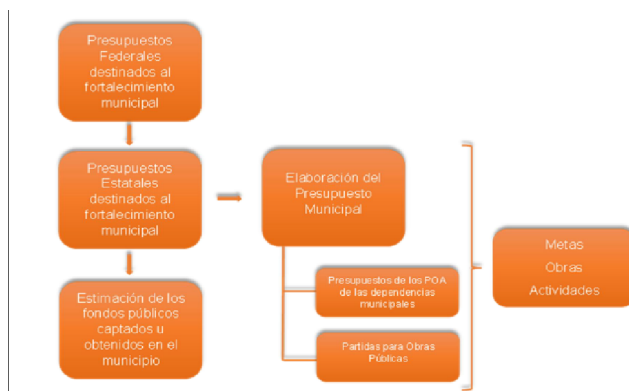 Presupuestos
Federales
destinados al
fortalecimiento
municipal
Presupuestos
Estatales
destinados al
fortalecimiento
municipal
Estimación de los
fondos públicos
captados u
obtenidos en el
municipio
Elaboración del
Presupuesto
Municipal
Presupuestos de los POA
de las dependencias
municipales
Partidas para Obras
Públicas
Metas
Obras
Actividades